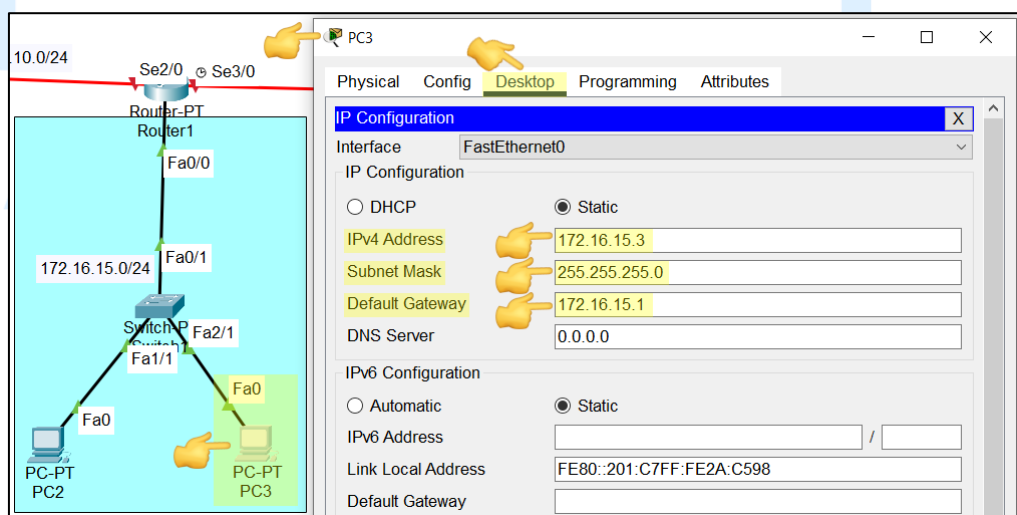 10.0/24
Se2/0
Se3/0
Router-PT
Router1
Fa0/0
172.16.15.0/24
Fa0/1
Switch-P
Switch1
Fa2/1
Fa1/1
Fa0
Fa0
PC-PT
PC2
PC-PT
PC3
PC3
Physical Config Desktop Programming Attributes
IP Configuration X
Interface FastEthernet0
IP Configuration
DHCP Static
IPv4 Address 172.16.15.3
Subnet Mask 255.255.255.0
Default Gateway 172.16.15.1
DNS Server 0.0.0.0
IPv6 Configuration
Automatic Static
IPv6 Address /
Link Local Address FE80::201:C7FF:FE2A:C598
Default Gateway